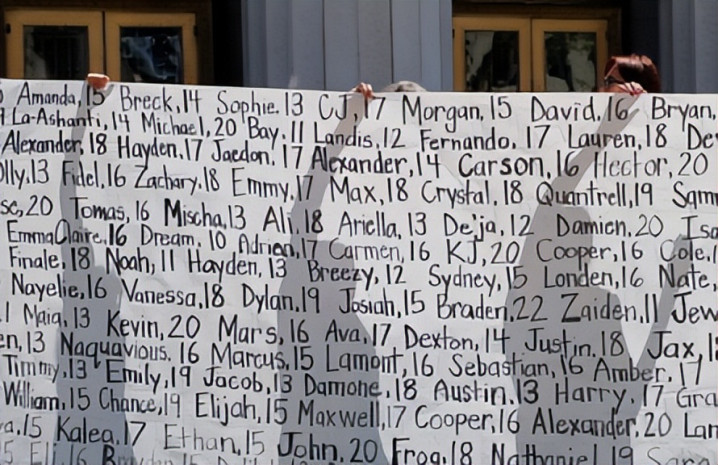 Amanda,15 Breck,14 Sophie.13 CJ,17 Morgan,15 David.16 Bryan,
La-Ashanti,14 Michael,20 Bay.11 Landis,12 Fernando, 17 Lauren,18
Alexander,18 Hayden,17 Jaedon, 17 Alexander,14 Carson,16 Hector,20
13 Fidel,16 Zachary.18 Emmy.17 Max,18 Crystal,18 Quantrell,19
20 Tomas,16 Mischa,13 Ali,18 Ariella,13 De'ja,12 Damien.20
EmmaClaire.16 Dream, 10 Adrien,17 Carmen,16 KJ,20 Cooper,16 Cole.
Finale.18 Noah,11 Hayden,13 Breezy,12 Sydney,15 Londen,16 Nate,
Nayelie,16 Vanessa,18 Dylan.19 Josiah,15 Braden.22 Zaiden.11
Maia,13 Kevin,20 Mars,16 Ava,17 Dexton,14 Justin.18 Jax,
13 Naquavious. 16 Marcus.15 Lamont,16 Sebastian,16 Amber.17
Timmy,13 Emily,19 Jacob,13 Damone,18 Austin.13 Harry.17
William,15 Chance,19 Elijah,15 Maxwell,17 Cooper,16 Alexander.20
15 Kalea,17 Ethan,15 John.20 Frog.18 Nathaniel 19
Eli,16